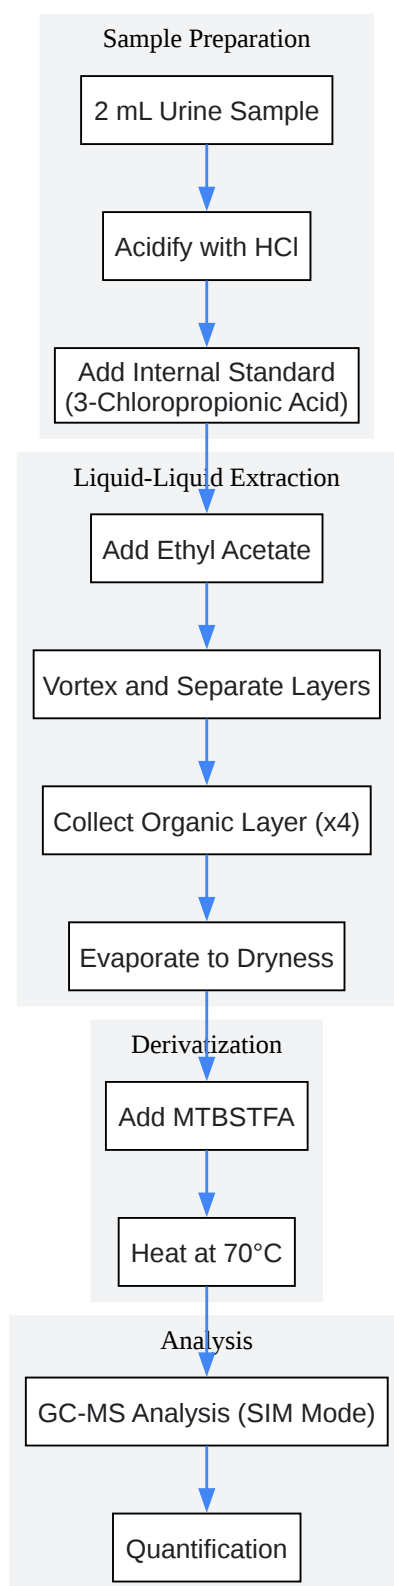 Sample Preparation
2 mL Urine Sample
Acidify with HCl
Add Internal Standard
(3-Chloropropionic Acid)
Liquid-Liquid Extraction
Add Ethyl Acetate
Vortex and Separate Layers
Collect Organic Layer (x4)
Evaporate to Dryness
Derivatization
Add MTBSTFA
Heat at 70°C
Analysis
GC-MS Analysis (SIM Mode)
Quantification